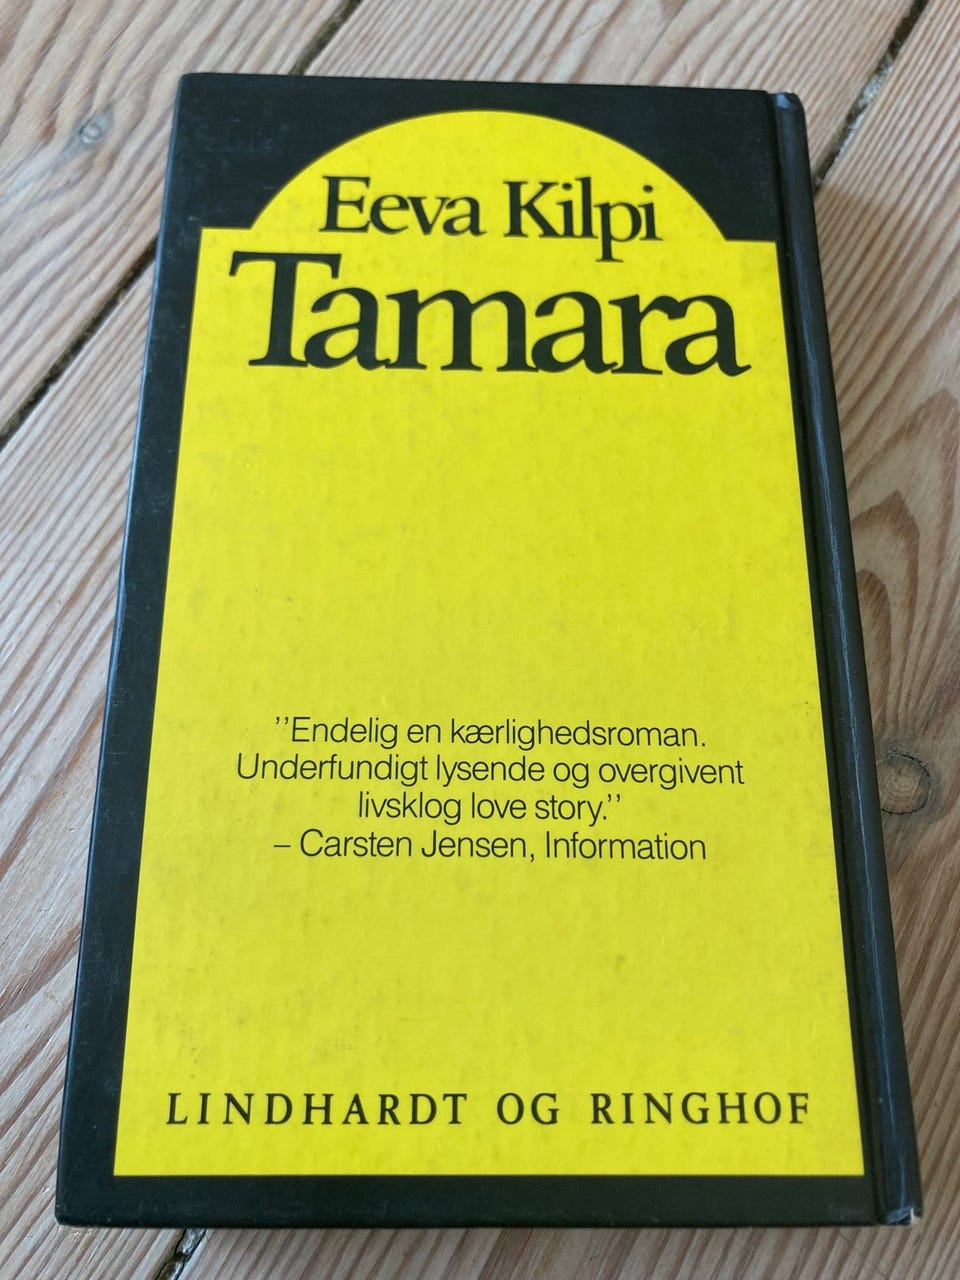 Eeva Kilpi
Tamara
''Endelig en kærlighedsroman.
Underfundigt lysende og overgivent
livsklog love story.''
– Carsten Jensen, Information
LINDHARDT OG RINGHOF